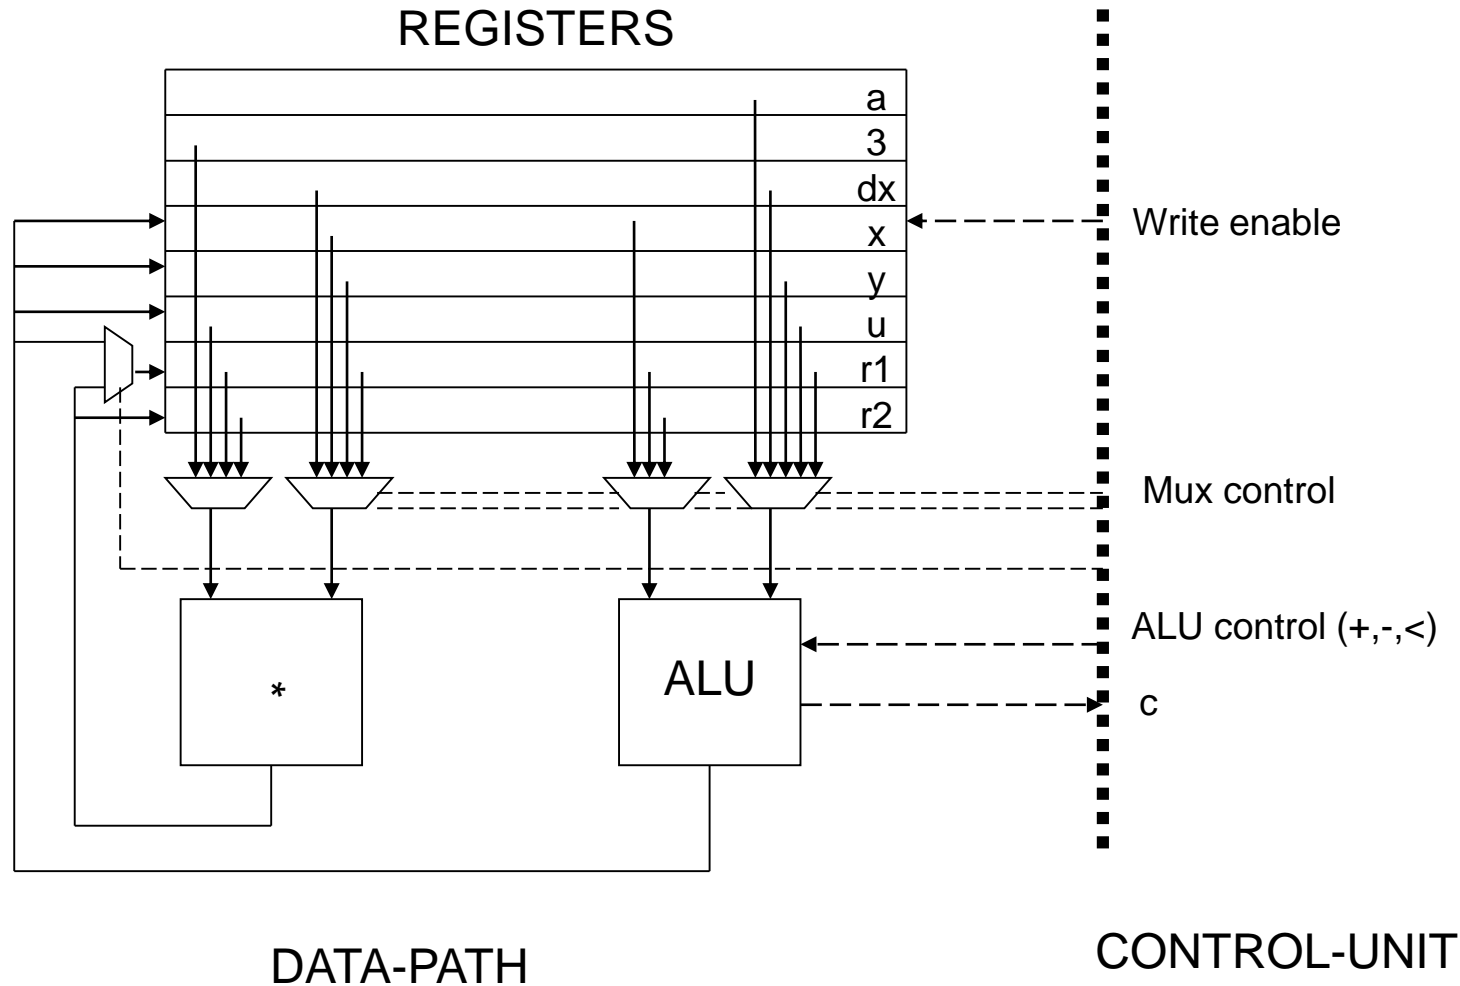 REGISTERS
a
3
dx
x
y
u
r1
r2
Write enable
Mux control
ALU control (+,-,<)
c
*
ALU
DATA-PATH
CONTROL-UNIT